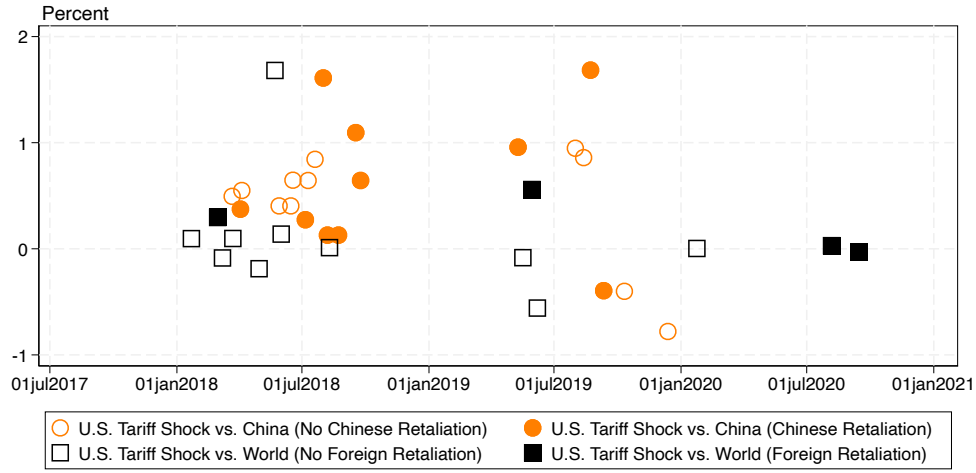 Percent
2
1
0
-1
01jul2017 01jan2018 01jul2018 01jan2019 01jul2019 01jan2020 01jul2020 01jan2021
U.S. Tariff Shock vs. China (No Chinese Retaliation) U.S. Tariff Shock vs. China (Chinese Retaliation)
U.S. Tariff Shock vs. World (No Foreign Retaliation) U.S. Tariff Shock vs. World (Foreign Retaliation)